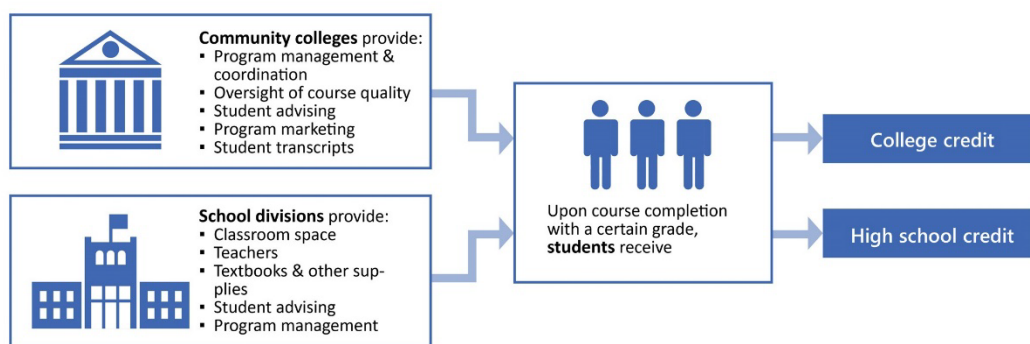 Community colleges provide:
▪ Program management &
coordination
▪ Oversight of course quality
▪ Student advising
▪ Program marketing
▪ Student transcripts
School divisions provide:
▪ Classroom space
▪ Teachers
▪ Textbooks & other sup-
plies
▪ Student advising
▪ Program management
Upon course completion
with a certain grade,
students receive
College credit
High school credit